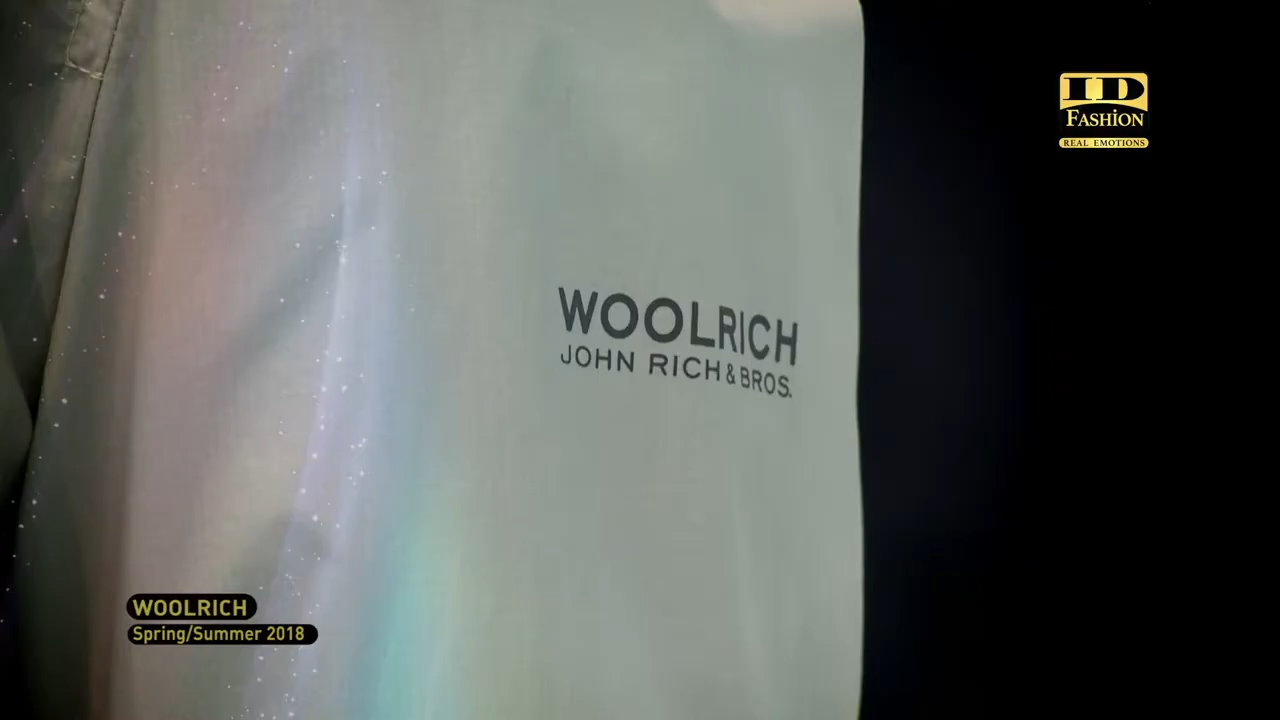 ID
FASHiON
REAL EMOTIONS
WOOLRICH
JOHN RICH & BROS.
WOOLRICH
Spring/Summer 2018